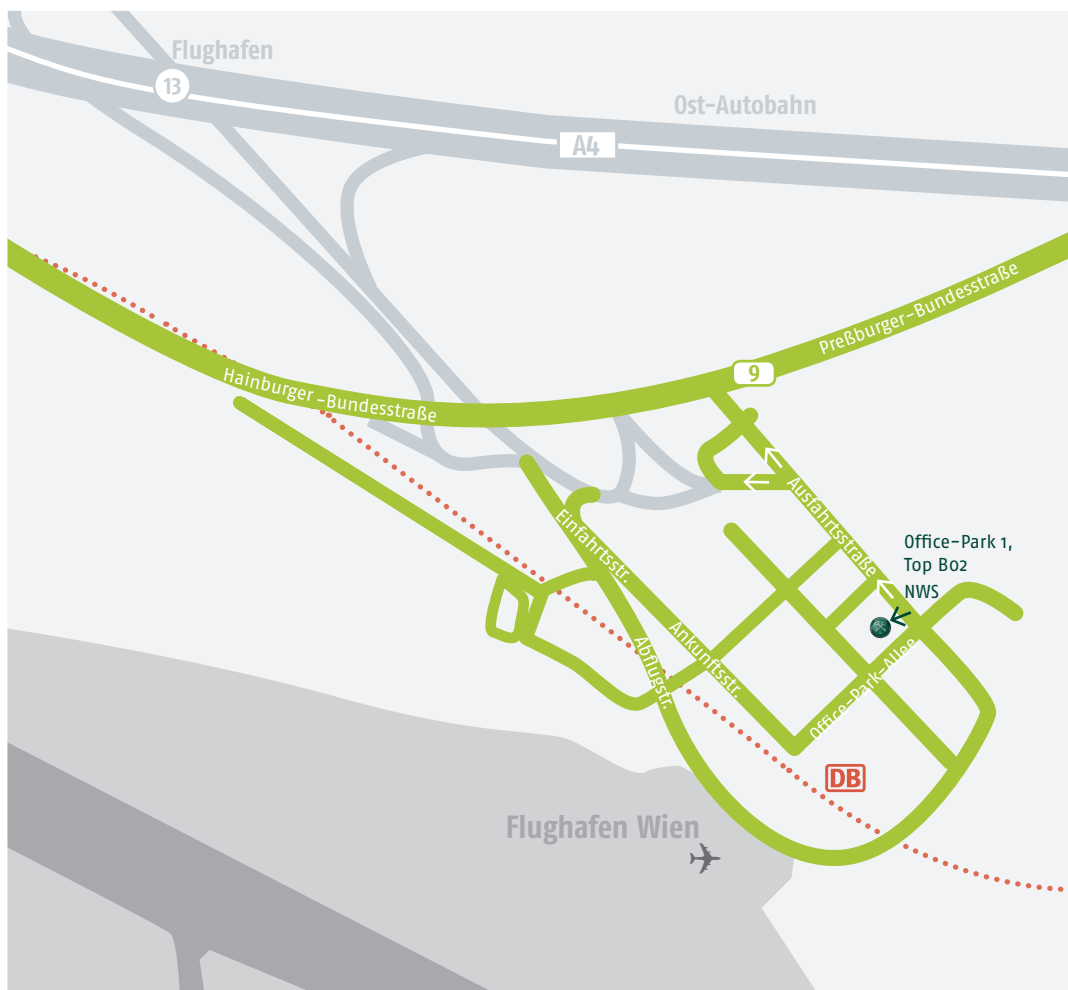 Flughafen
13
Ost-Autobahn
A4
Preßburger-Bundesstraße
9
Hainburger-Bundesstraße
Ausfahrtsstraße
Einfahrtsstr.
Office-Park 1,
Top B02
NWS
Ankunftsstr.
Abflugstr.
Office-Park-Allee
DB
Flughafen Wien